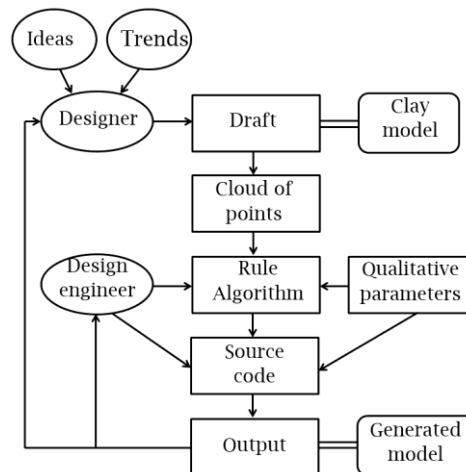 Ideas
Trends
Designer
Draft
Clay
model
Cloud of
points
Design
engineer
Rule
Algorithm
Qualitative
parameters
Source
code
Output
Generated
model